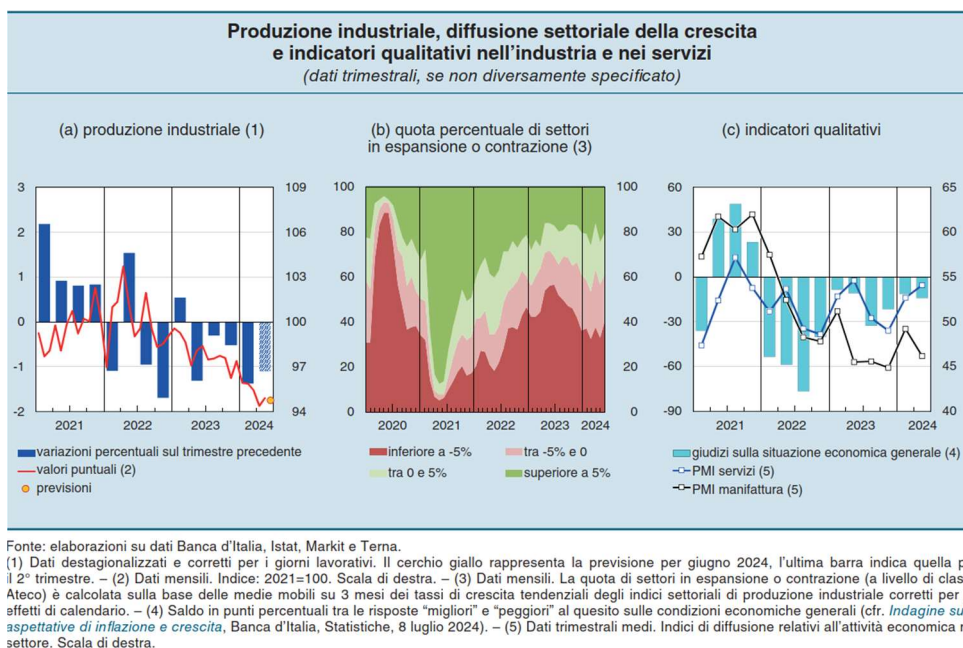 Produzione industriale, diffusione settoriale della crescita
e indicatori qualitativi nell'industria e nei servizi
(dati trimestrali, se non diversamente specificato)
(a) produzione industriale (1)
3
2
1
0
-1
-2
109
106
103
100
97
94
2021
2022
2023
2024
variazioni percentuali sul trimestre precedente
valori puntuali (2)
previsioni
(b) quota percentuale di settori
in espansione o contrazione (3)
100
80
60
40
20
0
100
80
60
40
20
0
2020
2021
2022
2023
2024
inferiore a -5%
tra -5% e 0
tra 0 e 5%
superiore a 5%
(c) indicatori qualitativi
60
30
0
-30
-60
-90
65
60
55
50
45
40
2021
2022
2023
2024
giudizi sulla situazione economica generale (4)
PMI servizi (5)
PMI manifattura (5)
Fonte: elaborazioni su dati Banca d'Italia, Istat, Markit e Terna.
(1) Dati destagionalizzati e corretti per i giorni lavorativi. Il cerchio giallo rappresenta la previsione per giugno 2024, l'ultima barra indica quella p
il 2° trimestre. – (2) Dati mensili. Indice: 2021=100. Scala di destra. – (3) Dati mensili. La quota di settori in espansione o contrazione (a livello di clas
Ateco) è calcolata sulla base delle medie mobili su 3 mesi dei tassi di crescita tendenziali degli indici settoriali di produzione industriale corretti per
effetti di calendario. – (4) Saldo in punti percentuali tra le risposte "migliori" e "peggiori" al quesito sulle condizioni economiche generali (cfr. Indagine su
aspettative di inflazione e crescita, Banca d'Italia, Statistiche, 8 luglio 2024). – (5) Dati trimestrali medi. Indici di diffusione relativi all'attività economica n
settore. Scala di destra.